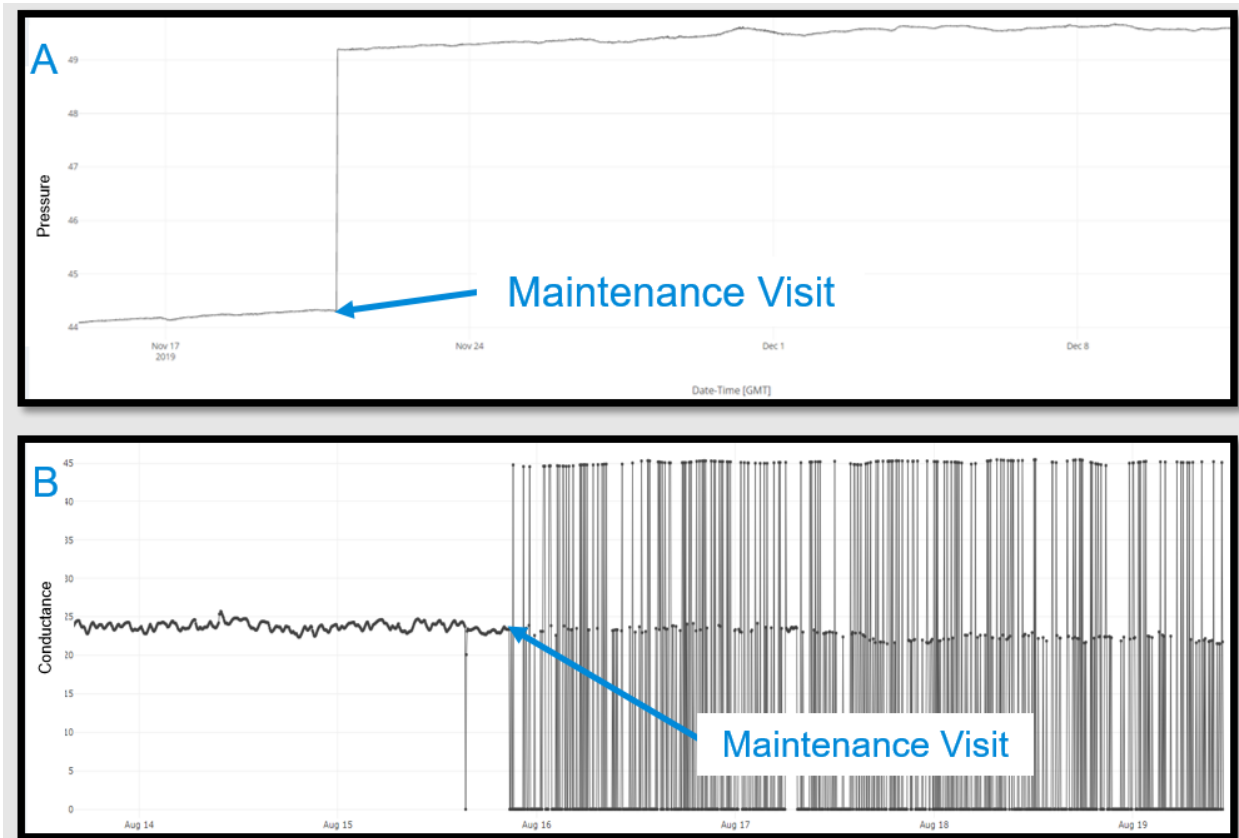 A
49
48
47
46
45
44
Pressure
Maintenance Visit
Nov 17
2019
Nov 24
Dec 1
Dec 8
Date-Time [GMT]
B
45
40
35
30
25
20
15
10
5
0
Conductance
Maintenance Visit
Aug 14
Aug 15
Aug 16
Aug 17
Aug 18
Aug 19